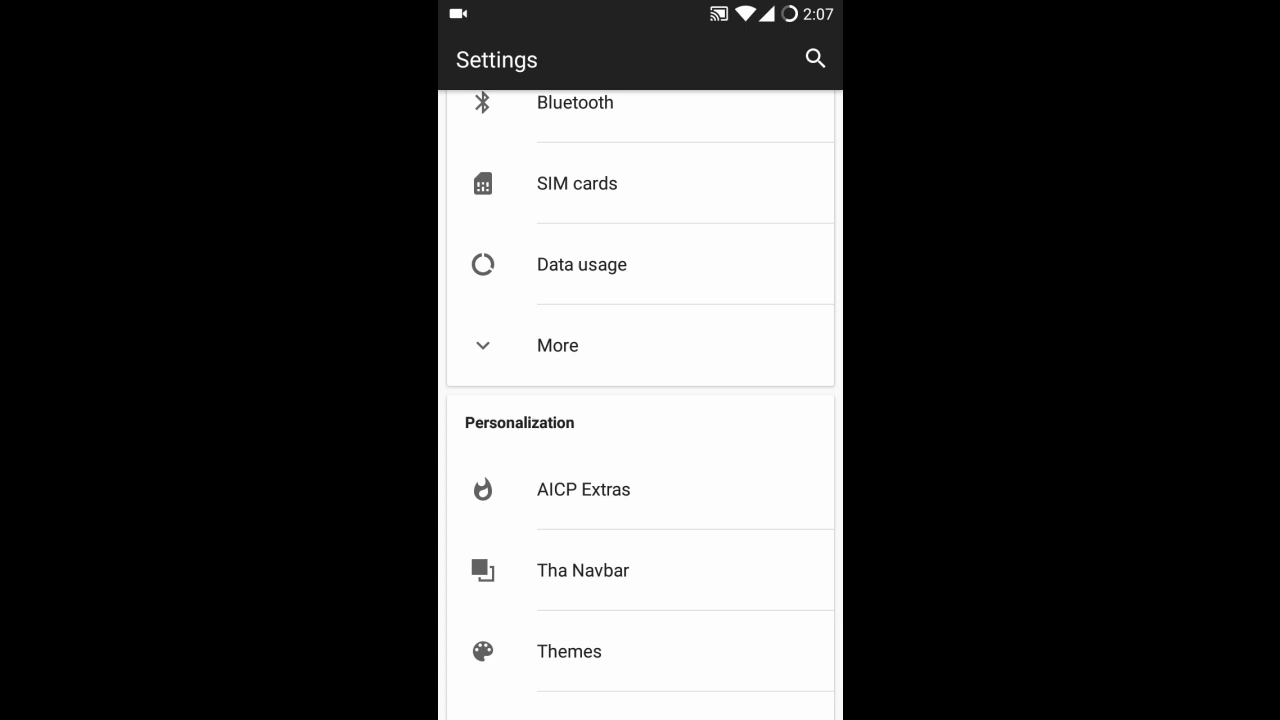 2:07
Settings
Bluetooth
SIM cards
Data usage
More
Personalization
AICP Extras
Tha Navbar
Themes